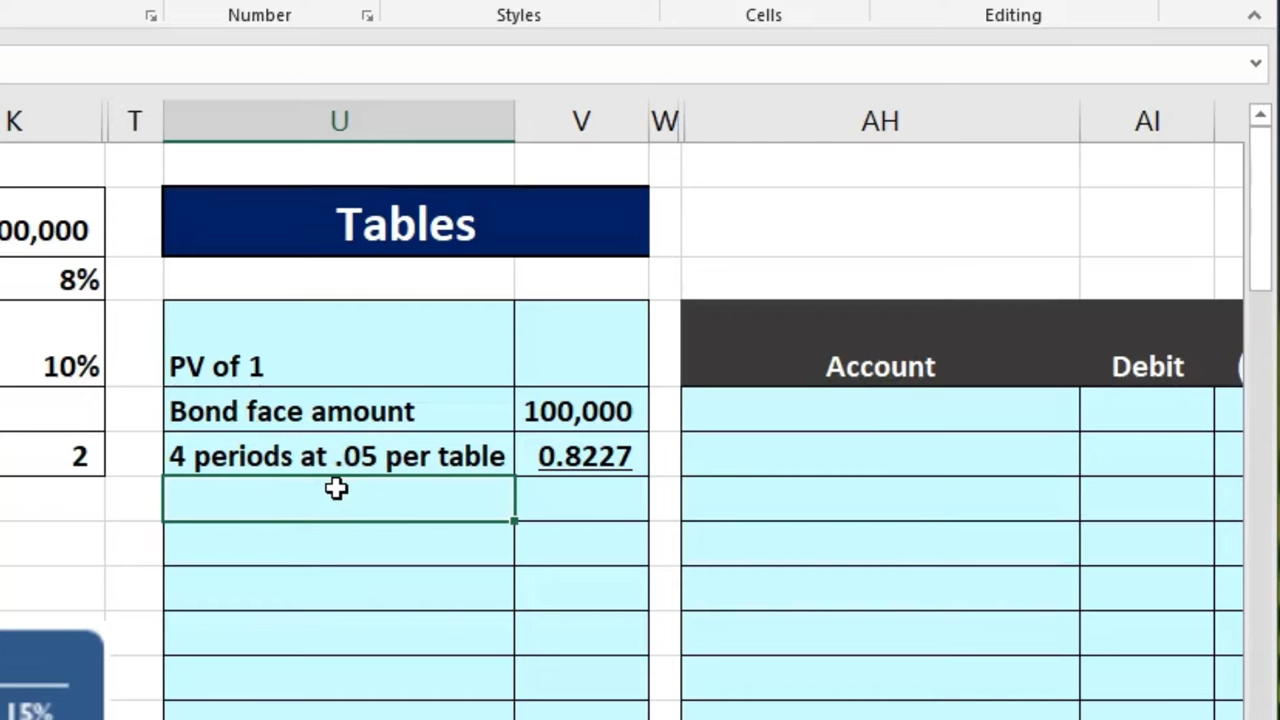 Number Styles Cells Editing
K T U V W AH AI
Tables
00,000
8%
10% PV of 1 Account Debit (
Bond face amount 100,000
2 4 periods at .05 per table 0.8227
15%